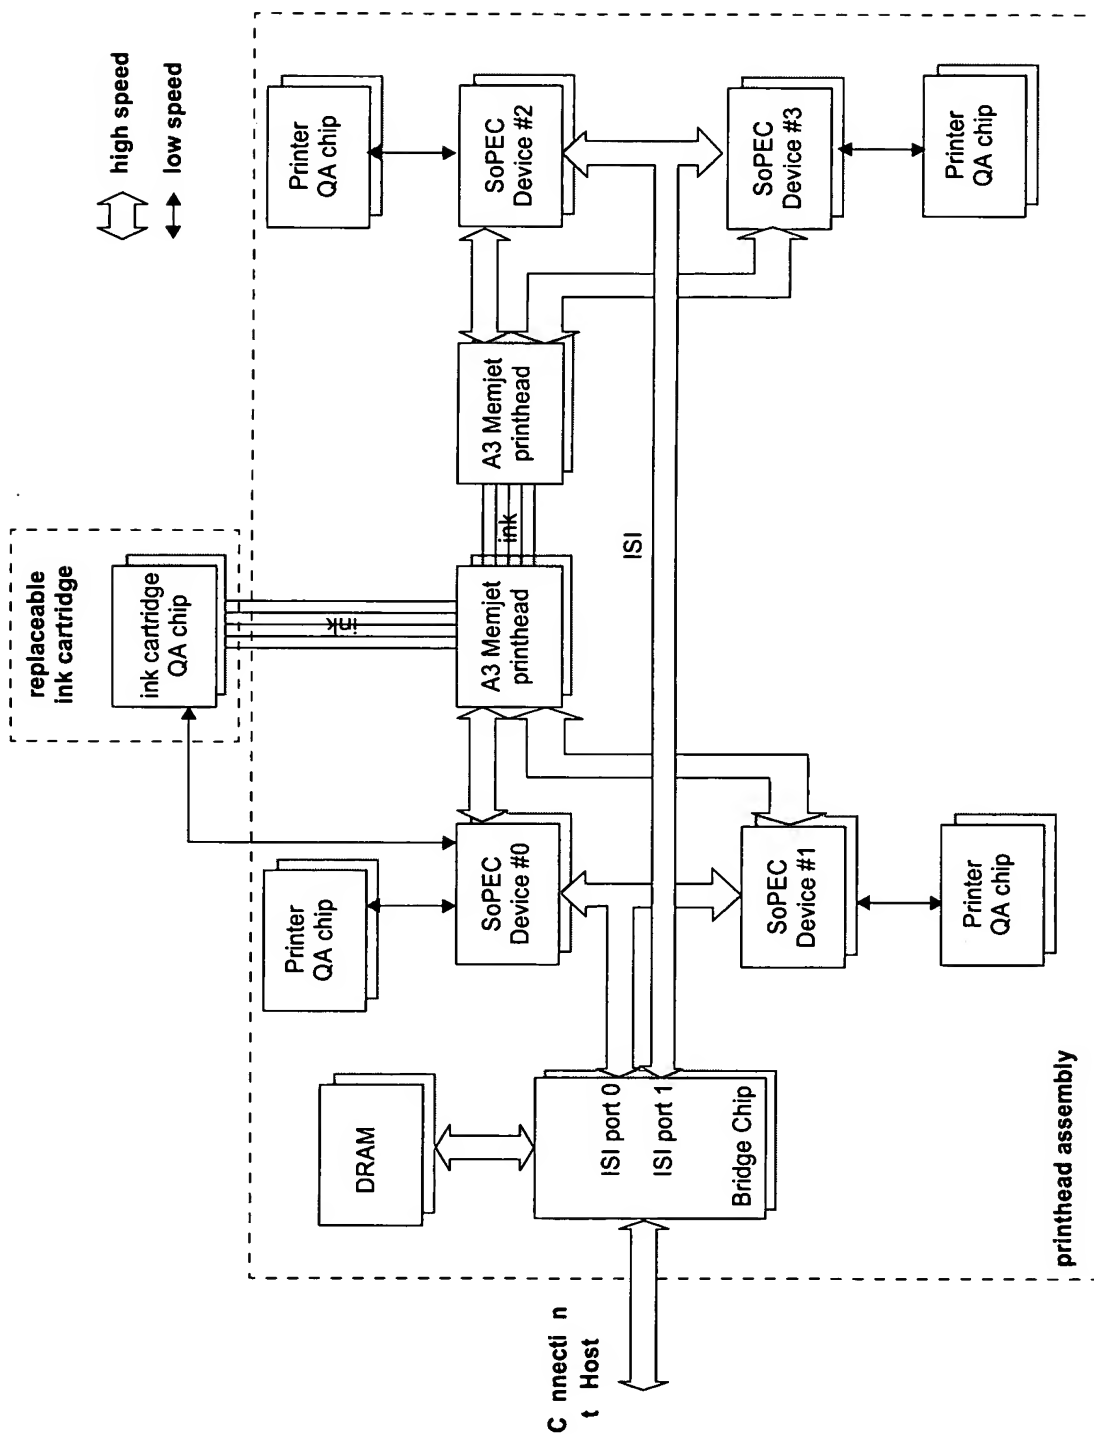 replaceable
ink cartridge
high speed
low speed
ink cartridge
QA chip
DRAM
Printer
QA chip
ink
Printer
QA chip
SoPEC
Device #0
A3 Memjet
printhead
ink
A3 Memjet
printhead
SoPEC
Device #2
C nnecti n
t Host
ISI port 0
ISI port 1
Bridge Chip
ISI
SoPEC
Device #1
SoPEC
Device #3
Printer
QA chip
Printer
QA chip
printhead assembly